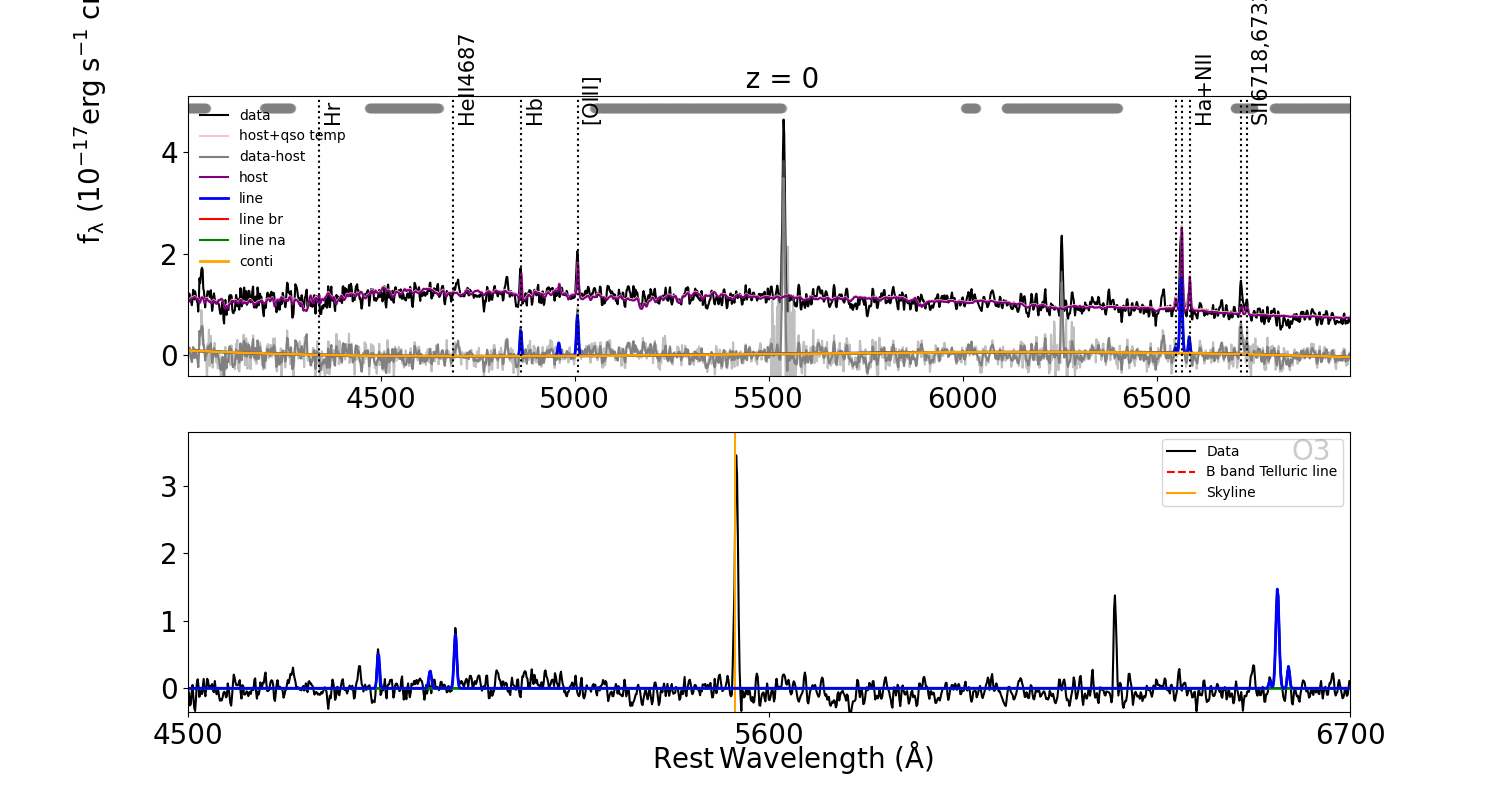 z = 0
f_λ (10^−17 erg s^−1
Hr
HeII4687
Hb
[OIII]
Ha+NII
SII6718,673
data
host+qso temp
data-host
host
line
line br
line na
conti
4
2
0
4500 5000 5500 6000 6500
O3
Data
B band Telluric line
Skyline
3
2
1
0
4500 5600 6700
Rest Wavelength (Å)